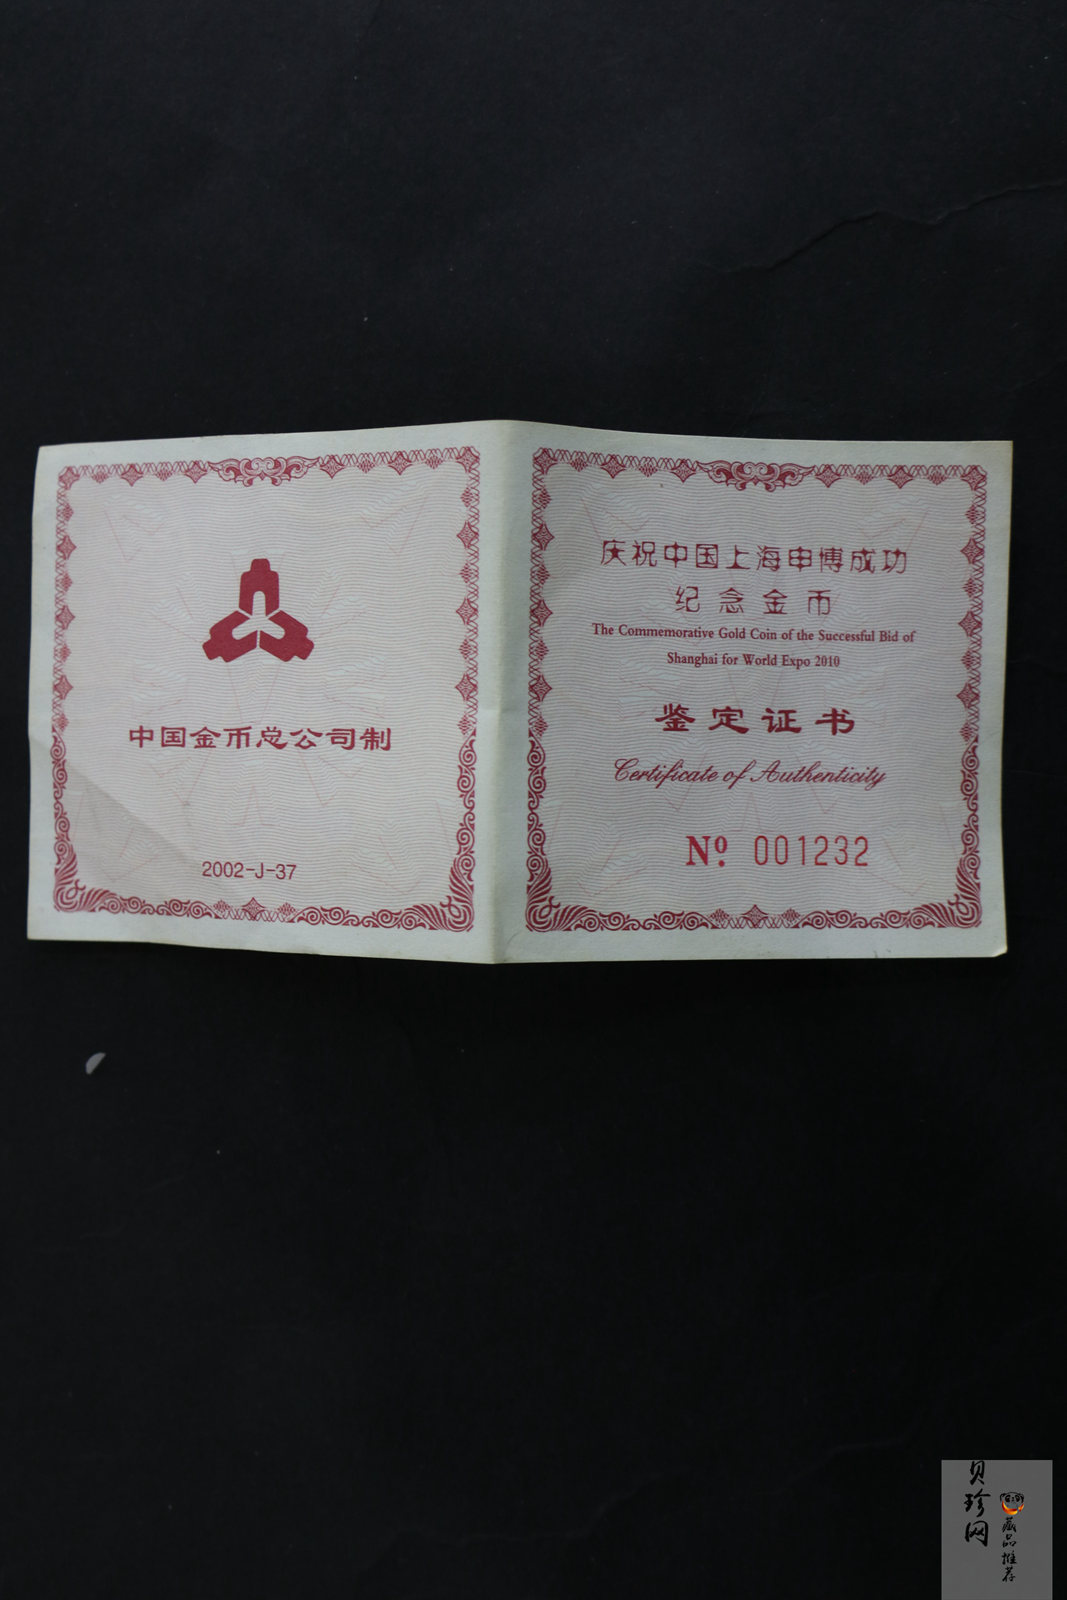 中国金币总公司制
2002-J-37
庆祝中国上海申博成功
纪念金币
The Commemorative Gold Coin of the Successful Bid of
Shanghai for World Expo 2010
鉴定证书
Certificate of Authenticity
Nº 001232
贝珍网
藏品推荐